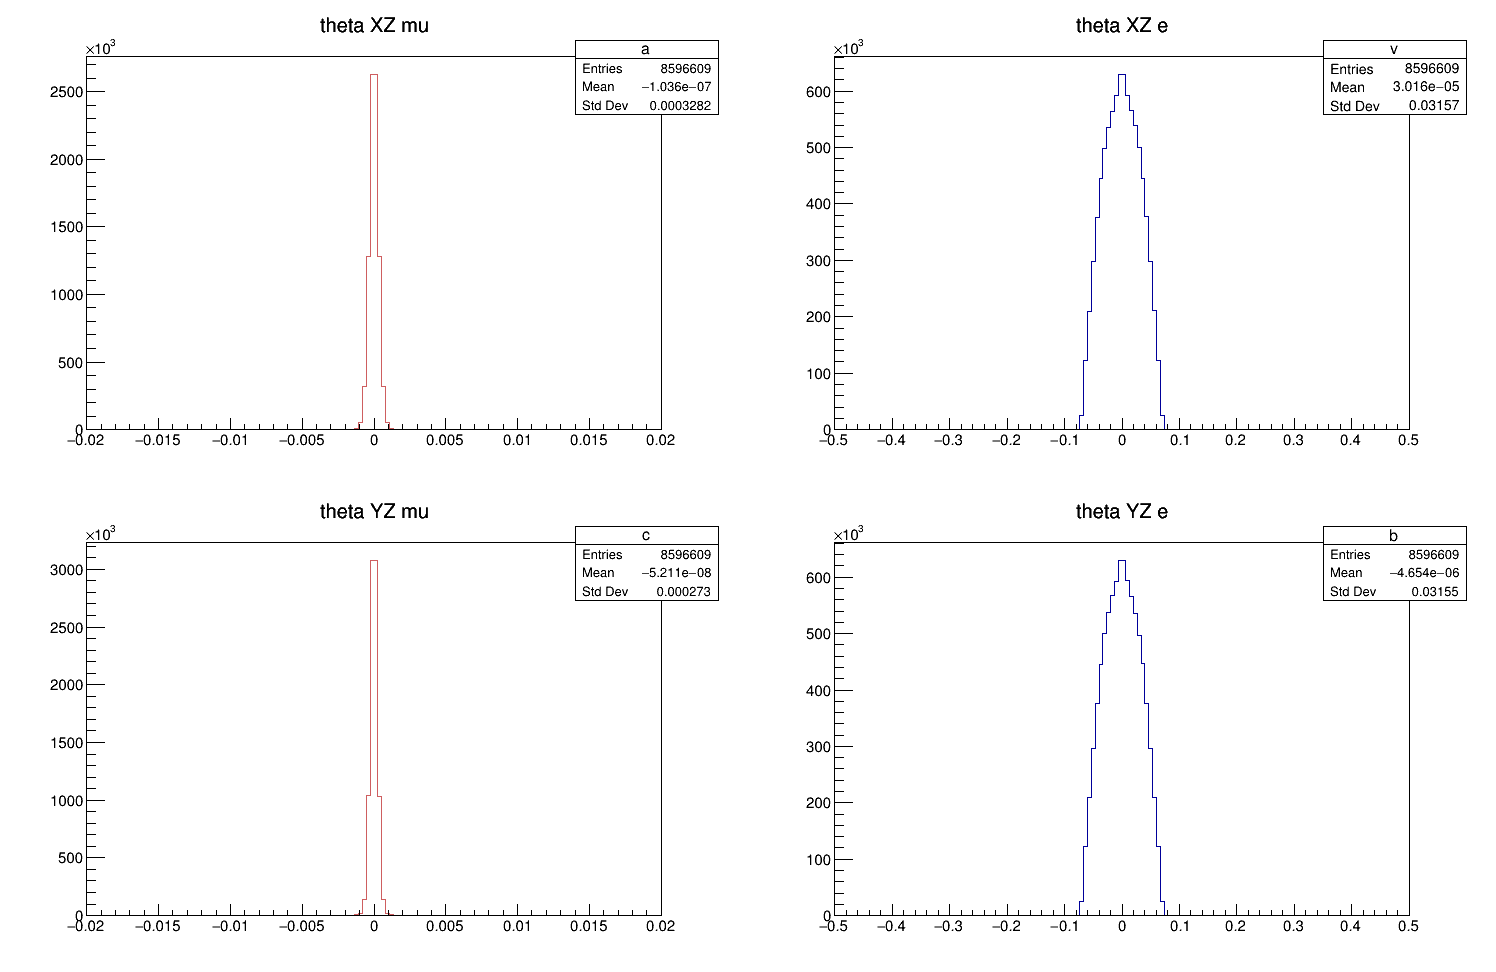 theta XZ mu
×10³
a
Entries 8596609
Mean −1.036e−07
Std Dev 0.0003282
2500
2000
1500
1000
500
0
−0.02 −0.015 −0.01 −0.005 0 0.005 0.01 0.015 0.02
theta XZ e
×10³
v
Entries 8596609
Mean 3.016e−05
Std Dev 0.03157
600
500
400
300
200
100
0
−0.5 −0.4 −0.3 −0.2 −0.1 0 0.1 0.2 0.3 0.4 0.5
theta YZ mu
×10³
c
Entries 8596609
Mean −5.211e−08
Std Dev 0.000273
3000
2500
2000
1500
1000
500
0
−0.02 −0.015 −0.01 −0.005 0 0.005 0.01 0.015 0.02
theta YZ e
×10³
b
Entries 8596609
Mean −4.654e−06
Std Dev 0.03155
600
500
400
300
200
100
0
−0.5 −0.4 −0.3 −0.2 −0.1 0 0.1 0.2 0.3 0.4 0.5